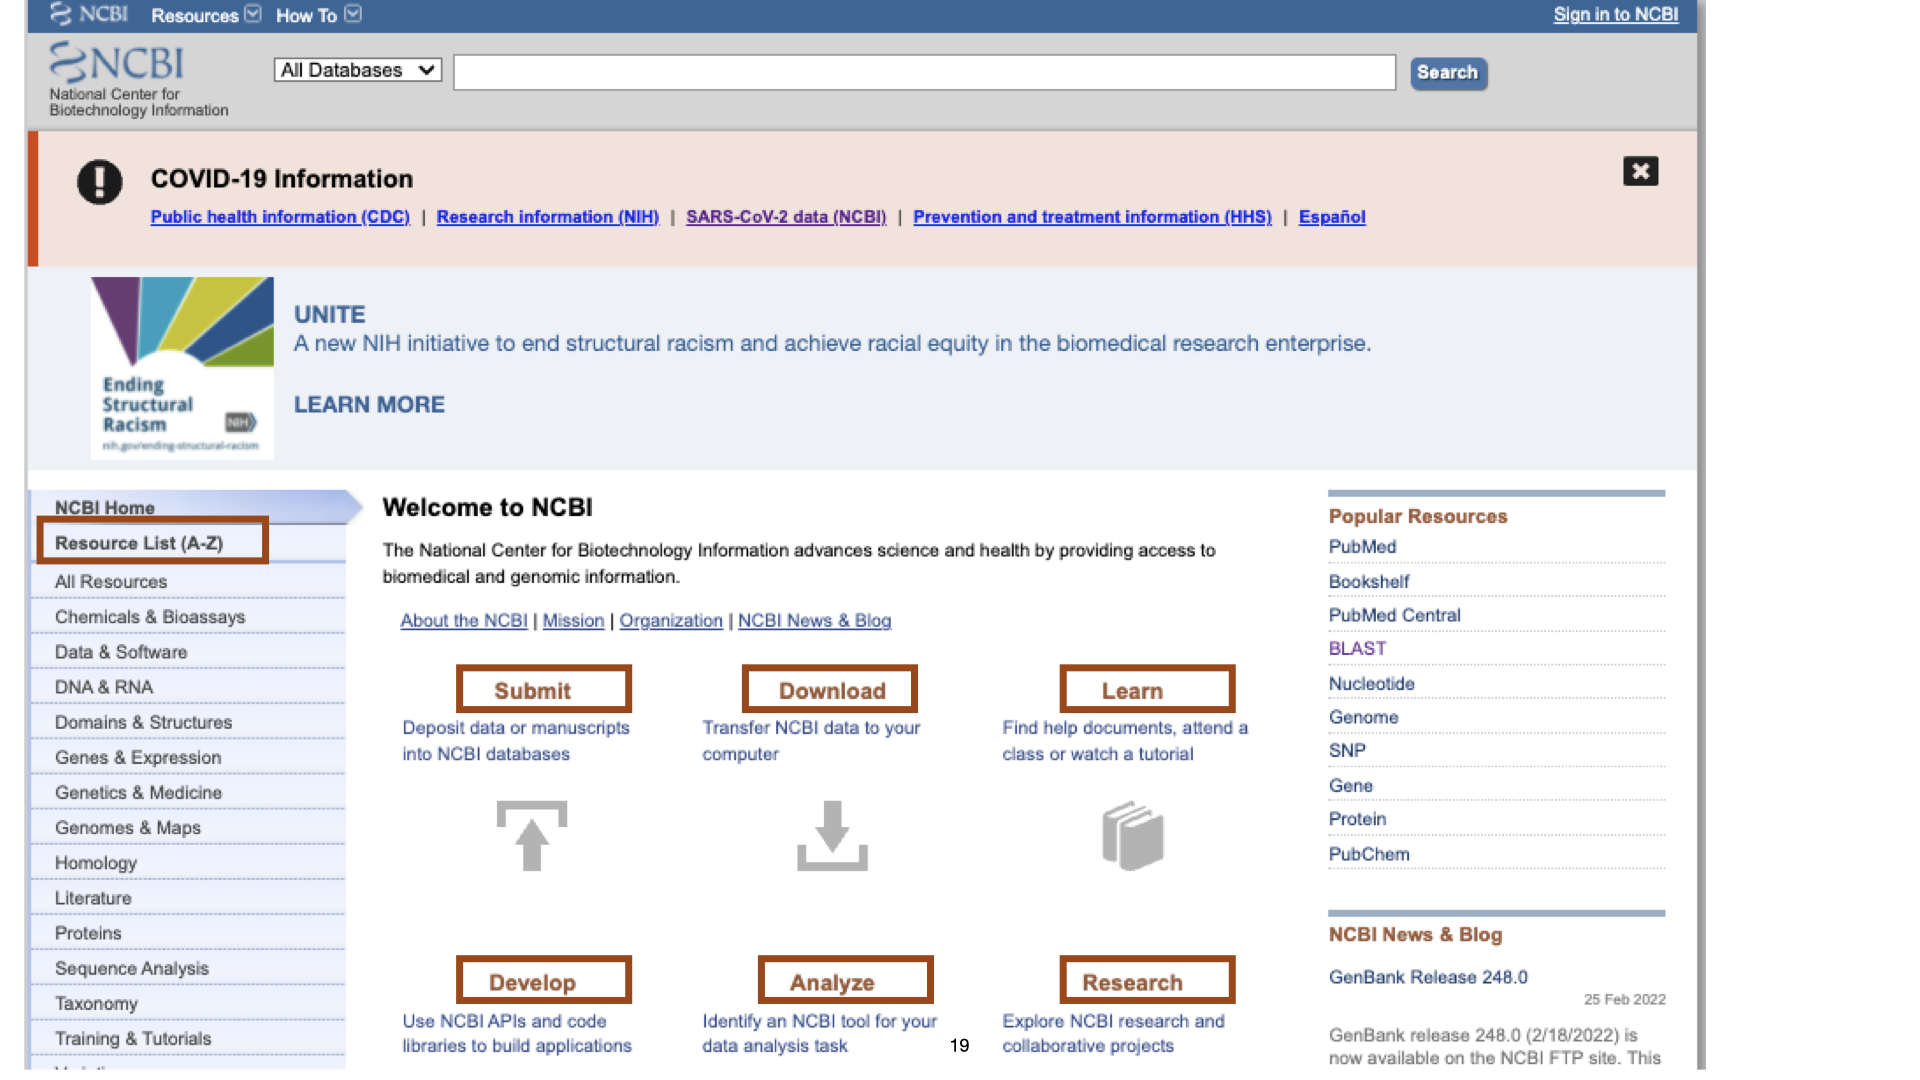 NCBI Resources How To Sign in to NCBI
NCBI
National Center for
Biotechnology Information
All Databases
Search
COVID-19 Information
Public health information (CDC) | Research information (NIH) | SARS-CoV-2 data (NCBI) | Prevention and treatment information (HHS) | Español
Ending
Structural
Racism
NIH
nih.gov/ending-structural-racism
UNITE
A new NIH initiative to end structural racism and achieve racial equity in the biomedical research enterprise.
LEARN MORE
NCBI Home
Resource List (A-Z)
All Resources
Chemicals & Bioassays
Data & Software
DNA & RNA
Domains & Structures
Genes & Expression
Genetics & Medicine
Genomes & Maps
Homology
Literature
Proteins
Sequence Analysis
Taxonomy
Training & Tutorials
Welcome to NCBI
The National Center for Biotechnology Information advances science and health by providing access to
biomedical and genomic information.
About the NCBI | Mission | Organization | NCBI News & Blog
Submit
Deposit data or manuscripts
into NCBI databases
Download
Transfer NCBI data to your
computer
Learn
Find help documents, attend a
class or watch a tutorial
Develop
Use NCBI APIs and code
libraries to build applications
Analyze
Identify an NCBI tool for your
data analysis task
Research
Explore NCBI research and
collaborative projects
19
Popular Resources
PubMed
Bookshelf
PubMed Central
BLAST
Nucleotide
Genome
SNP
Gene
Protein
PubChem
NCBI News & Blog
GenBank Release 248.0
25 Feb 2022
GenBank release 248.0 (2/18/2022) is
now available on the NCBI FTP site. This